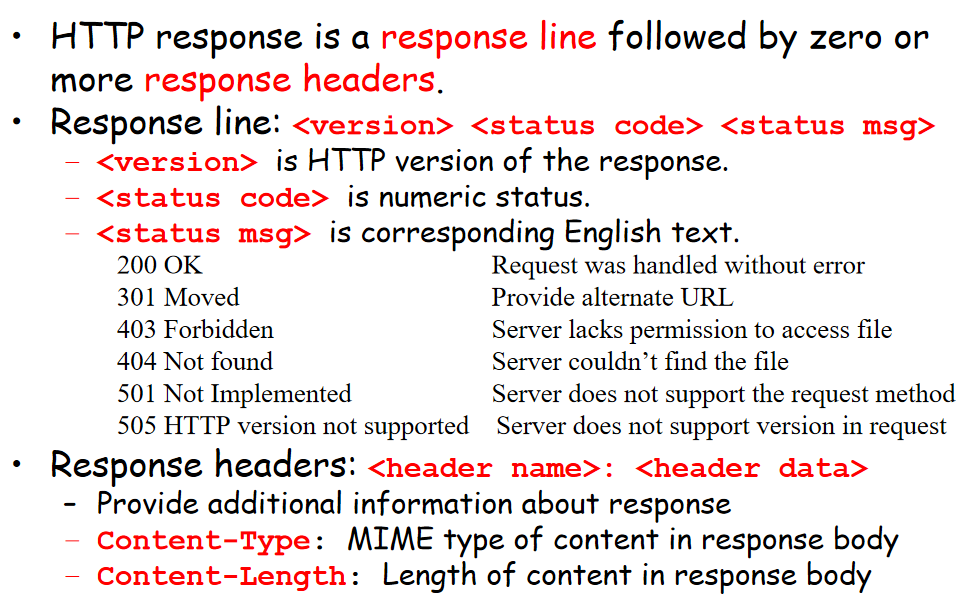 • HTTP response is a response line followed by zero or
more response headers.
• Response line: <version> <status code> <status msg>
– <version> is HTTP version of the response.
– <status code> is numeric status.
– <status msg> is corresponding English text.
200 OK Request was handled without error
301 Moved Provide alternate URL
403 Forbidden Server lacks permission to access file
404 Not found Server couldn’t find the file
501 Not Implemented Server does not support the request method
505 HTTP version not supported Server does not support version in request
• Response headers: <header name>: <header data>
– Provide additional information about response
– Content-Type: MIME type of content in response body
– Content-Length: Length of content in response body